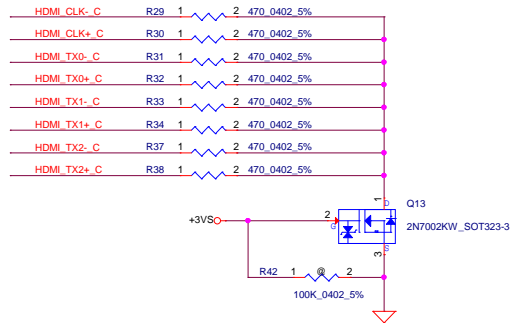 HDMI_CLK-_C R29 1 2 470_0402_5%
HDMI_CLK+_C R30 1 2 470_0402_5%
HDMI_TX0-_C R31 1 2 470_0402_5%
HDMI_TX0+_C R32 1 2 470_0402_5%
HDMI_TX1-_C R33 1 2 470_0402_5%
HDMI_TX1+_C R34 1 2 470_0402_5%
HDMI_TX2-_C R37 1 2 470_0402_5%
HDMI_TX2+_C R38 1 2 470_0402_5%
1 D Q13
+3VS 2 G 2N7002KW_SOT323-3
S 3
R42 1 @ 2
100K_0402_5%